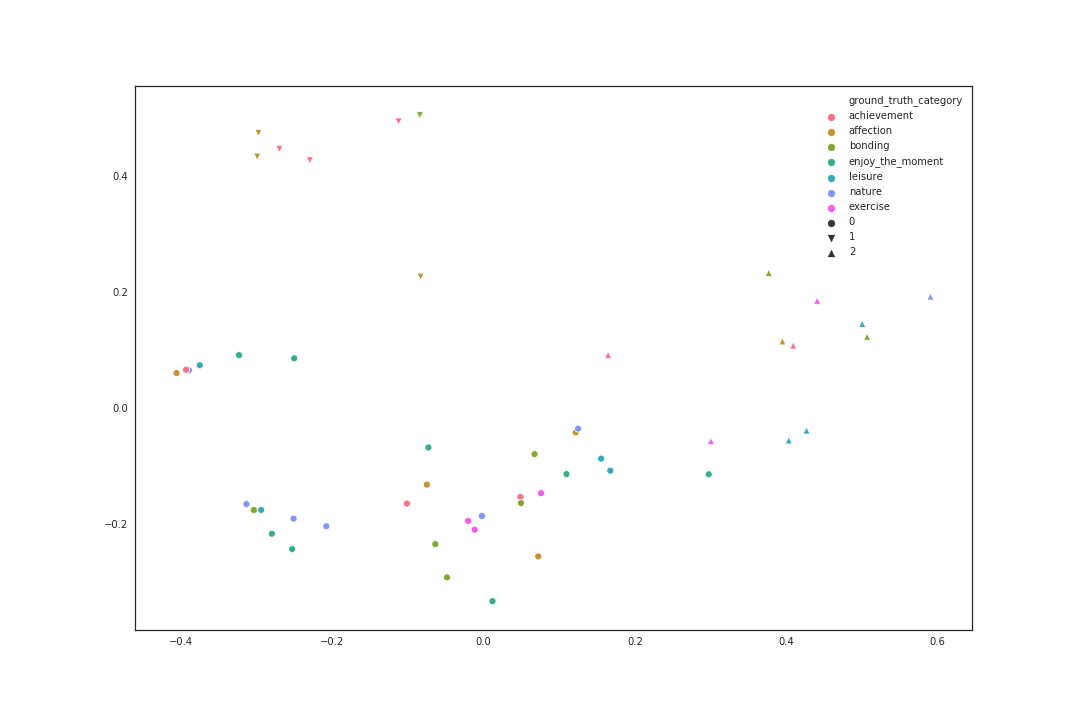 ground_truth_category
achievement
affection
bonding
enjoy_the_moment
leisure
nature
exercise
0
1
2
0.4
0.2
0.0
−0.2
−0.4 −0.2 0.0 0.2 0.4 0.6